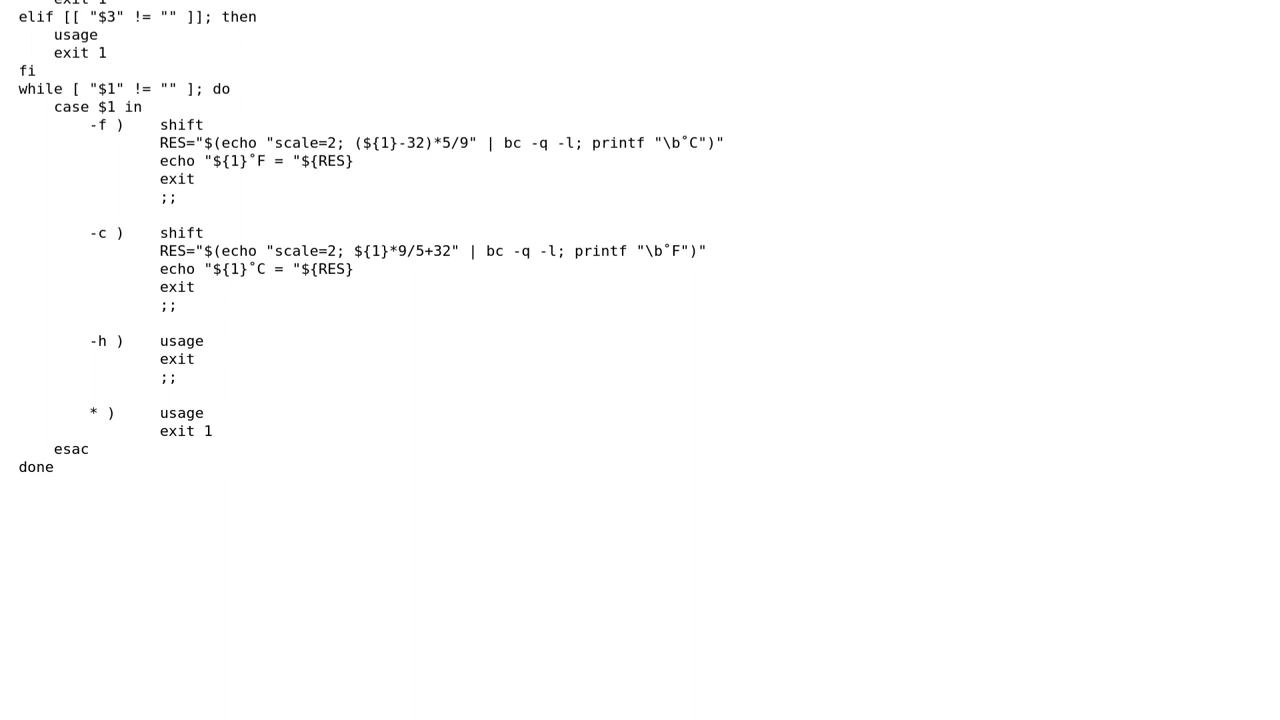 exit 1
elif [[ "$3" != "" ]]; then
    usage
    exit 1
fi
while [ "$1" != "" ]; do
    case $1 in
        -f )    shift
                RES="$(echo "scale=2; (${1}-32)*5/9" | bc -q -l; printf "\b˚C")"
                echo "${1}˚F = "${RES}
                exit
                ;;

        -c )    shift
                RES="$(echo "scale=2; ${1}*9/5+32" | bc -q -l; printf "\b˚F")"
                echo "${1}˚C = "${RES}
                exit
                ;;

        -h )    usage
                exit
                ;;

        * )     usage
                exit 1
    esac
done